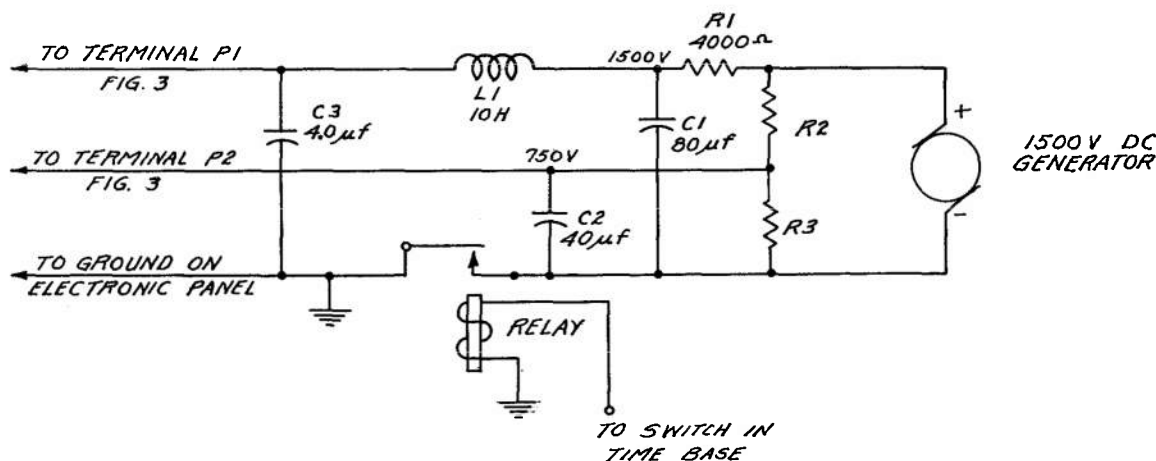 TO TERMINAL P1
FIG. 3
L1
10H
1500V
R1
4000Ω
C3
4.0μf
C1
80μf
R2
+
1500V DC
GENERATOR
-
TO TERMINAL P2
FIG. 3
750V
C2
40μf
R3
TO GROUND ON
ELECTRONIC PANEL
RELAY
TO SWITCH IN
TIME BASE